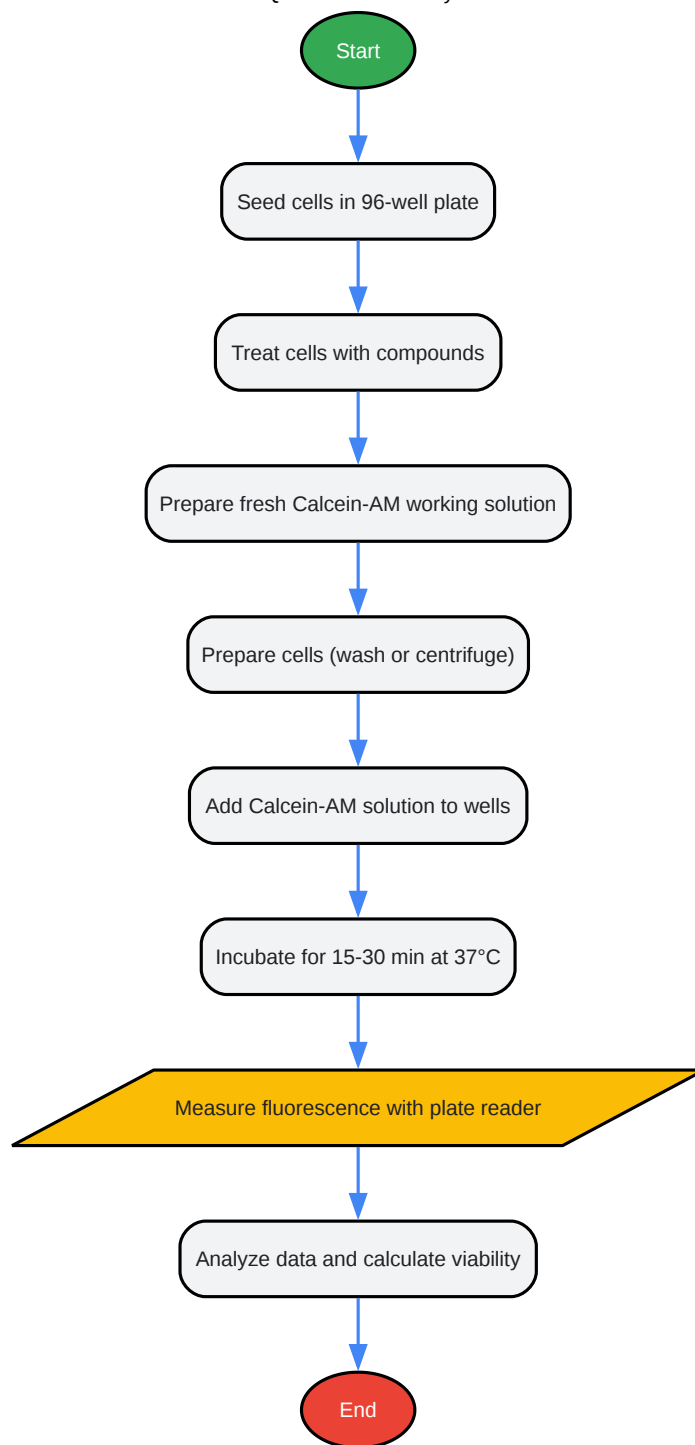 Start
Seed cells in 96-well plate
Treat cells with compounds
Prepare fresh Calcein-AM working solution
Prepare cells (wash or centrifuge)
Add Calcein-AM solution to wells
Incubate for 15-30 min at 37°C
Measure fluorescence with plate reader
Analyze data and calculate viability
End